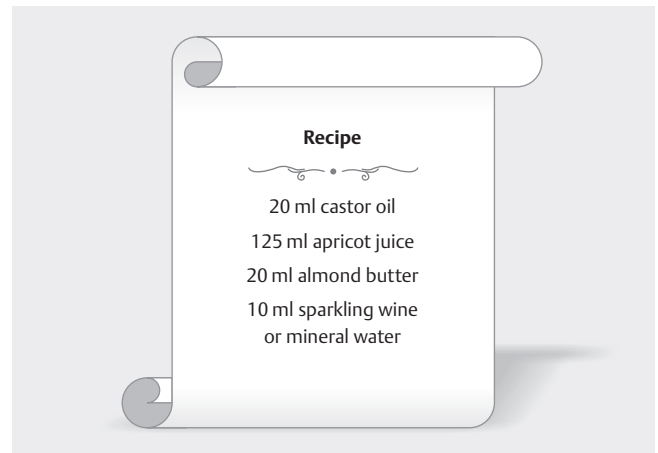 Recipe
20 ml castor oil
125 ml apricot juice
20 ml almond butter
10 ml sparkling wine
or mineral water